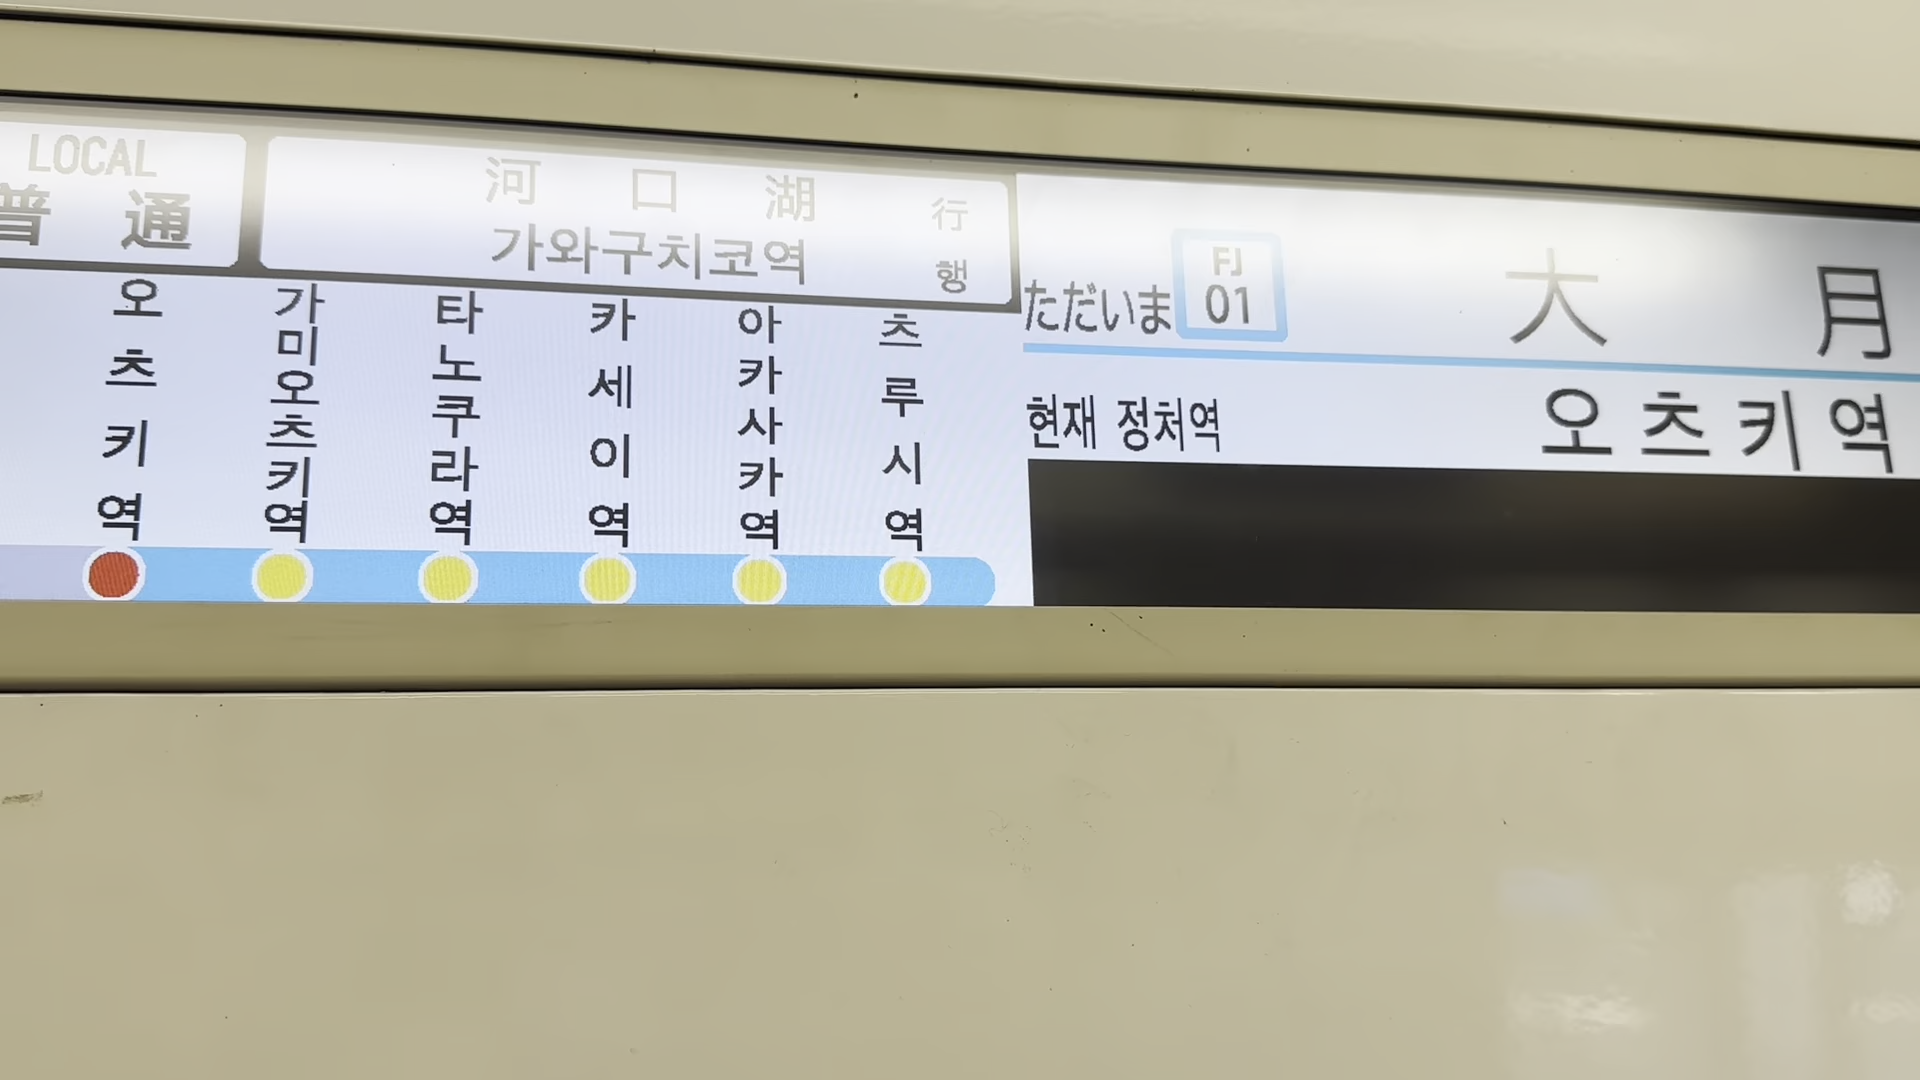 LOCAL
普通
河口湖 行
가와구치코역 행
오츠키역
가미오츠키역
타노쿠라역
카세이역
아카사카역
츠루시역
ただいま
FJ
01
大月
현재 정처역
오츠키역